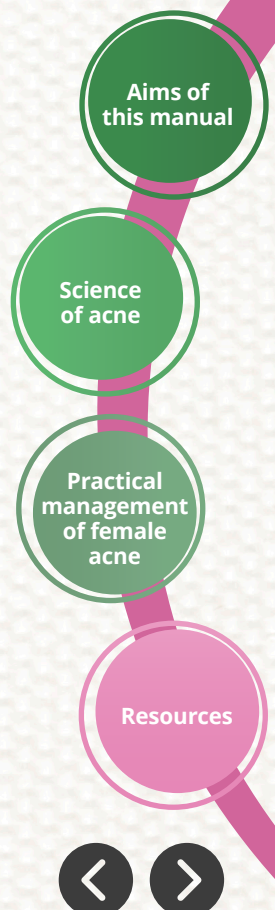 Aims of
this manual
Science
of acne
Practical
management
of female
acne
Resources